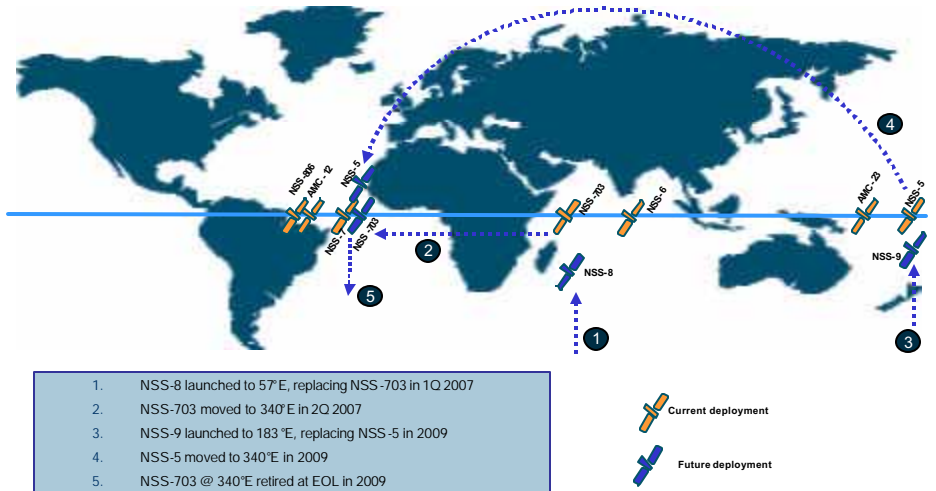 4
NSS-806
AMC-12
NSS-5
NSS-7
NSS-703
NSS-703
NSS-6
AMC-23
NSS-5
2
NSS-8
NSS-9
5
1
3
1. NSS-8 launched to 57°E, replacing NSS-703 in 1Q 2007
2. NSS-703 moved to 340°E in 2Q 2007
3. NSS-9 launched to 183°E, replacing NSS-5 in 2009
4. NSS-5 moved to 340°E in 2009
5. NSS-703 @ 340°E retired at EOL in 2009
Current deployment
Future deployment